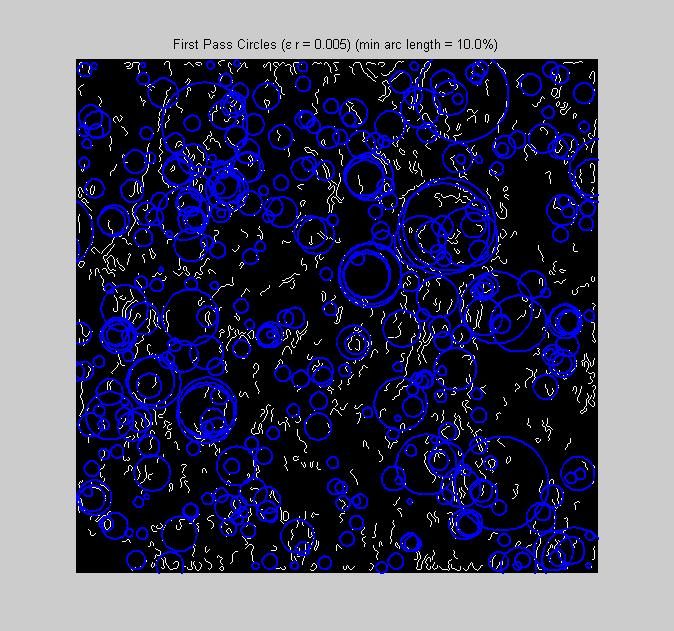 First Pass Circles (ε r = 0.005) (min arc length = 10.0%)